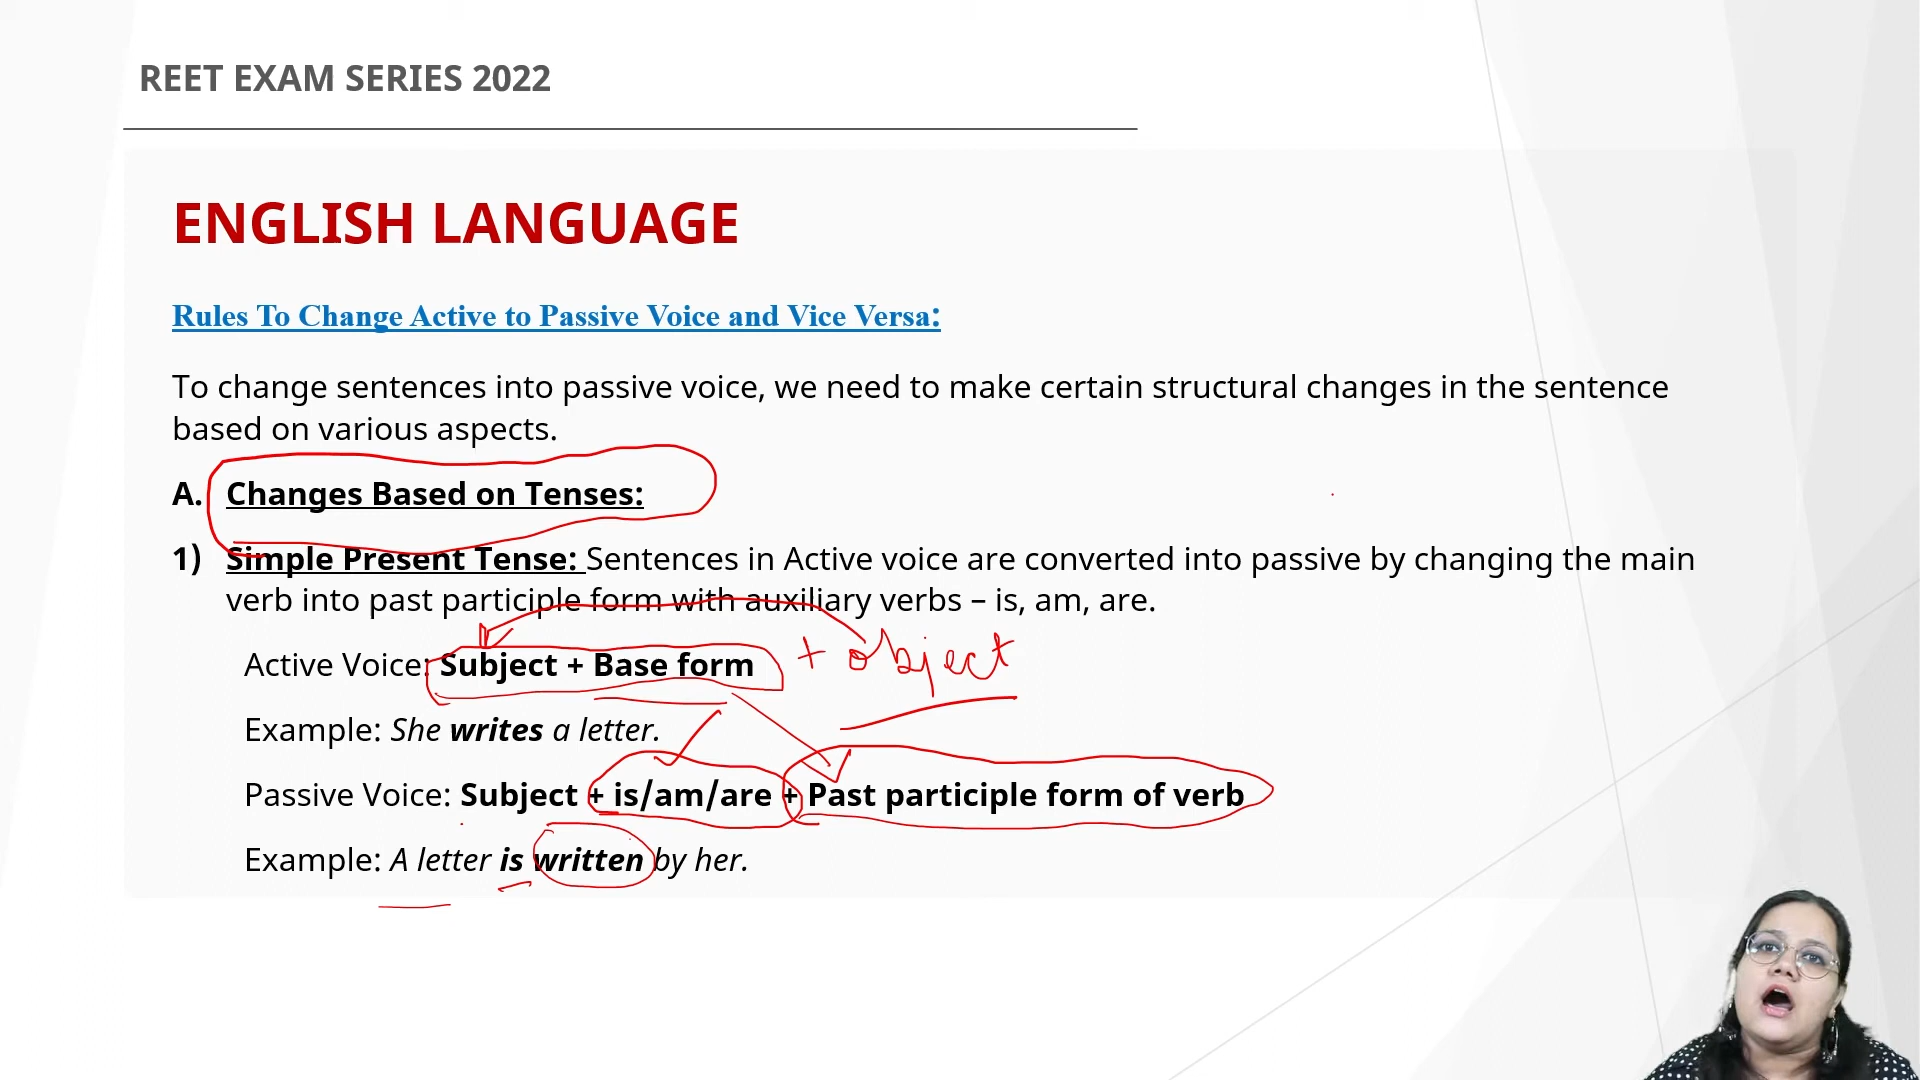 REET EXAM SERIES 2022
ENGLISH LANGUAGE
Rules To Change Active to Passive Voice and Vice Versa:
To change sentences into passive voice, we need to make certain structural changes in the sentence
based on various aspects.
A. Changes Based on Tenses:
1) Simple Present Tense: Sentences in Active voice are converted into passive by changing the main
verb into past participle form with auxiliary verbs – is, am, are.
Active Voice: Subject + Base form + object
Example: She writes a letter.
Passive Voice: Subject + is/am/are + Past participle form of verb
Example: A letter is written by her.